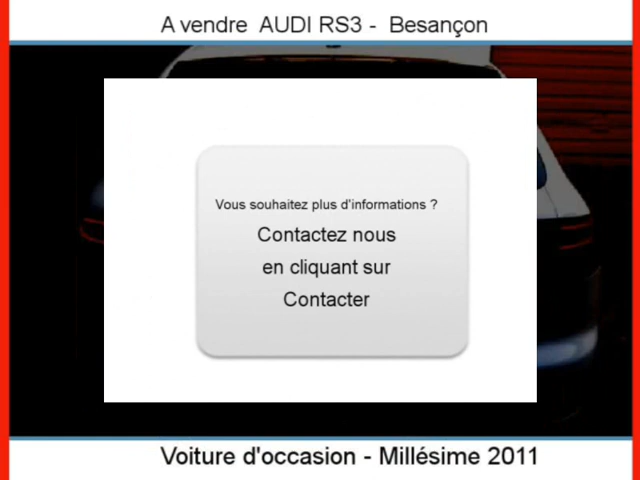 A vendre AUDI RS3 - Besançon
Vous souhaitez plus d'informations ?
Contactez nous
en cliquant sur
Contacter
Voiture d'occasion - Millésime 2011